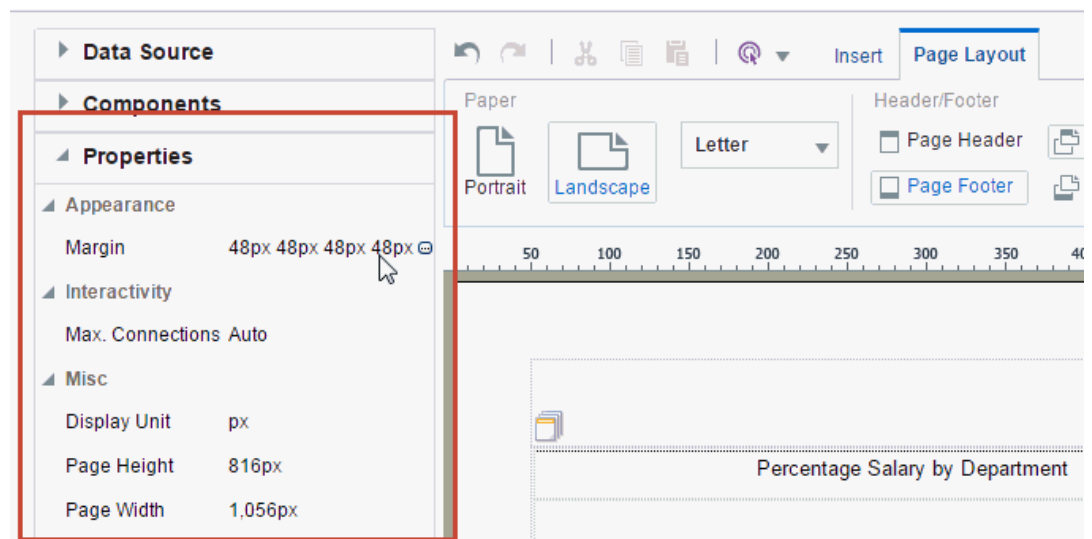 Data Source
Components
Properties
Appearance
Margin 48px 48px 48px 48px
Interactivity
Max. Connections Auto
Misc
Display Unit px
Page Height 816px
Page Width 1,056px
Insert Page Layout
Paper Header/Footer
Portrait Landscape Letter Page Header
Page Footer
50 100 150 200 250 300 350 40
Percentage Salary by Department